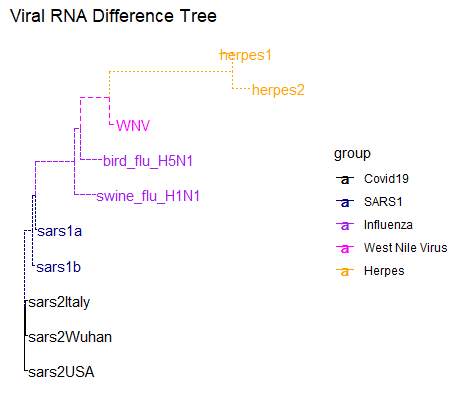 Viral RNA Difference Tree
herpes1
herpes2
WNV
bird_flu_H5N1
swine_flu_H1N1
sars1a
sars1b
sars2Italy
sars2Wuhan
sars2USA
group
a Covid19
a SARS1
a Influenza
a West Nile Virus
a Herpes